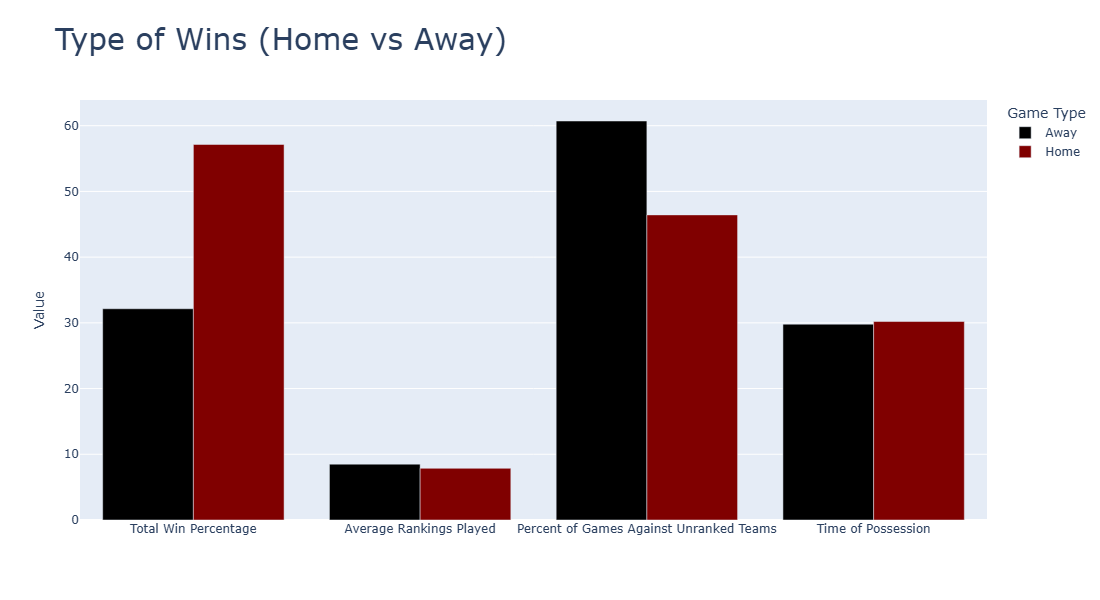 Type of Wins (Home vs Away)
Game Type
Away
Home
Value
60
50
40
30
20
10
0
Total Win Percentage
Average Rankings Played
Percent of Games Against Unranked Teams
Time of Possession